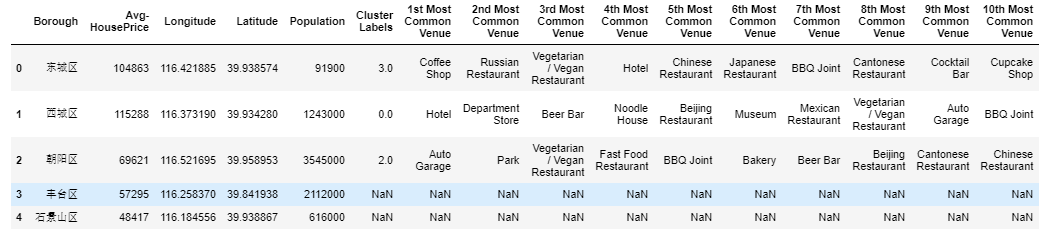 Borough Avg-HousePrice Longitude Latitude Population Cluster Labels 1st Most Common Venue 2nd Most Common Venue 3rd Most Common Venue 4th Most Common Venue 5th Most Common Venue 6th Most Common Venue 7th Most Common Venue 8th Most Common Venue 9th Most Common Venue 10th Most Common Venue
0 东城区 104863 116.421885 39.938574 91900 3.0 Coffee Shop Russian Restaurant Vegetarian / Vegan Restaurant Hotel Chinese Restaurant Japanese Restaurant BBQ Joint Cantonese Restaurant Cocktail Bar Cupcake Shop
1 西城区 115288 116.373190 39.934280 1243000 0.0 Hotel Department Store Beer Bar Noodle House Beijing Restaurant Museum Mexican Restaurant Vegetarian / Vegan Restaurant Auto Garage BBQ Joint
2 朝阳区 69621 116.521695 39.958953 3545000 2.0 Auto Garage Park Vegetarian / Vegan Restaurant Fast Food Restaurant BBQ Joint Bakery Beer Bar Beijing Restaurant Cantonese Restaurant Chinese Restaurant
3 丰台区 57295 116.258370 39.841938 2112000 NaN NaN NaN NaN NaN NaN NaN NaN NaN NaN NaN
4 石景山区 48417 116.184556 39.938867 616000 NaN NaN NaN NaN NaN NaN NaN NaN NaN NaN NaN